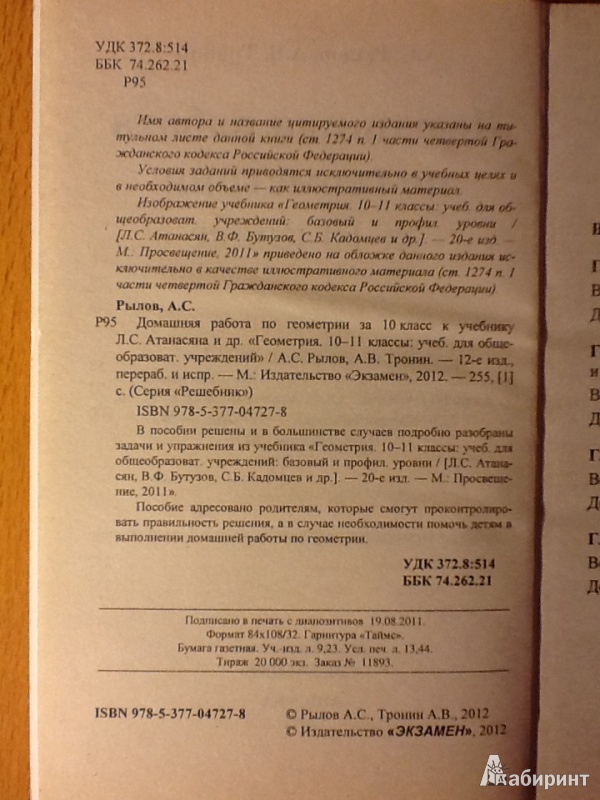 УДК 372.8:514
ББК 74.262.21
Р95
Имя автора и название цитируемого издания указаны на ти-
тульном листе данной книги (ст. 1274 п. 1 части четвертой Гра-
жданского кодекса Российской Федерации).
Условия заданий приводятся исключительно в учебных целях и
в необходимом объеме — как иллюстративный материал.
Изображение учебника «Геометрия. 10–11 классы: учеб. для об-
щеобразоват. учреждений: базовый и профил. уровни /
[Л.С. Атанасян, В.Ф. Бутузов, С.Б. Кадомцев и др.]. — 20-е изд. —
М.: Просвещение, 2011» приведено на обложке данного издания ис-
ключительно в качестве иллюстративного материала (ст. 1274 п. 1
части четвертой Гражданского кодекса Российской Федерации).
Рылов, А.С.
Р95 Домашняя работа по геометрии за 10 класс к учебнику
Л.С. Атанасяна и др. «Геометрия. 10–11 классы: учеб. для обще-
образоват. учреждений» / А.С. Рылов, А.В. Тронин. — 12-е изд.,
перераб. и испр. — М.: Издательство «Экзамен», 2012. — 255, [1]
с. (Серия «Решебник»)
ISBN 978-5-377-04727-8
В пособии решены и в большинстве случаев подробно разобраны
задачи и упражнения из учебника «Геометрия. 10–11 классы: учеб. для
общеобразоват. учреждений: базовый и профил. уровни / [Л.С. Атана-
сян, В.Ф. Бутузов, С.Б. Кадомцев и др.]. — 20-е изд. — М.: Просвеще-
ние, 2011».
Пособие адресовано родителям, которые смогут проконтролиро-
вать правильность решения, а в случае необходимости помочь детям в
выполнении домашней работы по геометрии.
УДК 372.8:514
ББК 74.262.21
Подписано в печать с диапозитивов 19.08.2011.
Формат 84х108/32. Гарнитура «Таймс».
Бумага газетная. Уч. изд. л. 9,23. Усл. печ. л. 13,44.
Тираж 20 000 экз. Заказ № 11893.
ISBN 978-5-377-04727-8
© Рылов А.С., Тронин А.В., 2012
© Издательство «ЭКЗАМЕН», 2012
Лабиринт